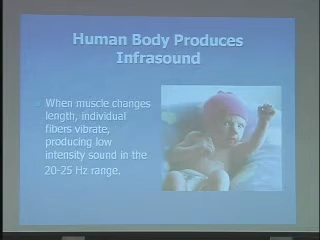 Human Body Produces
Infrasound
When muscle changes
length, individual
fibers vibrate,
producing low
intensity sound in the
20-25 Hz range.